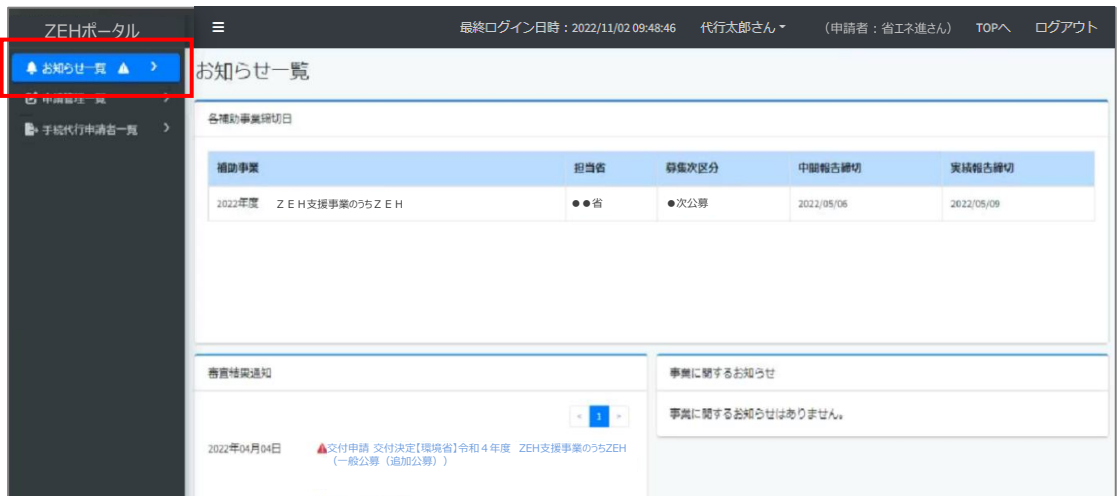 ZEHポータル
最終ログイン日時：2022/11/02 09:48:46 代行太郎さん （申請者：省エネ進さん） TOPへ ログアウト
お知らせ一覧
申請管理一覧
手続代行申請者一覧
お知らせ一覧
各補助事業締切日
補助事業 担当省 募集次区分 中間報告締切 実績報告締切
2022年度 ＺＥＨ支援事業のうちＺＥＨ ●●省 ●次公募 2022/05/06 2022/05/09
審査結果通知
< 1 >
2022年04月04日 交付申請 交付決定【環境省】令和４年度 ZEH支援事業のうちZEH
（一般公募（追加公募））
事業に関するお知らせ
事業に関するお知らせはありません。